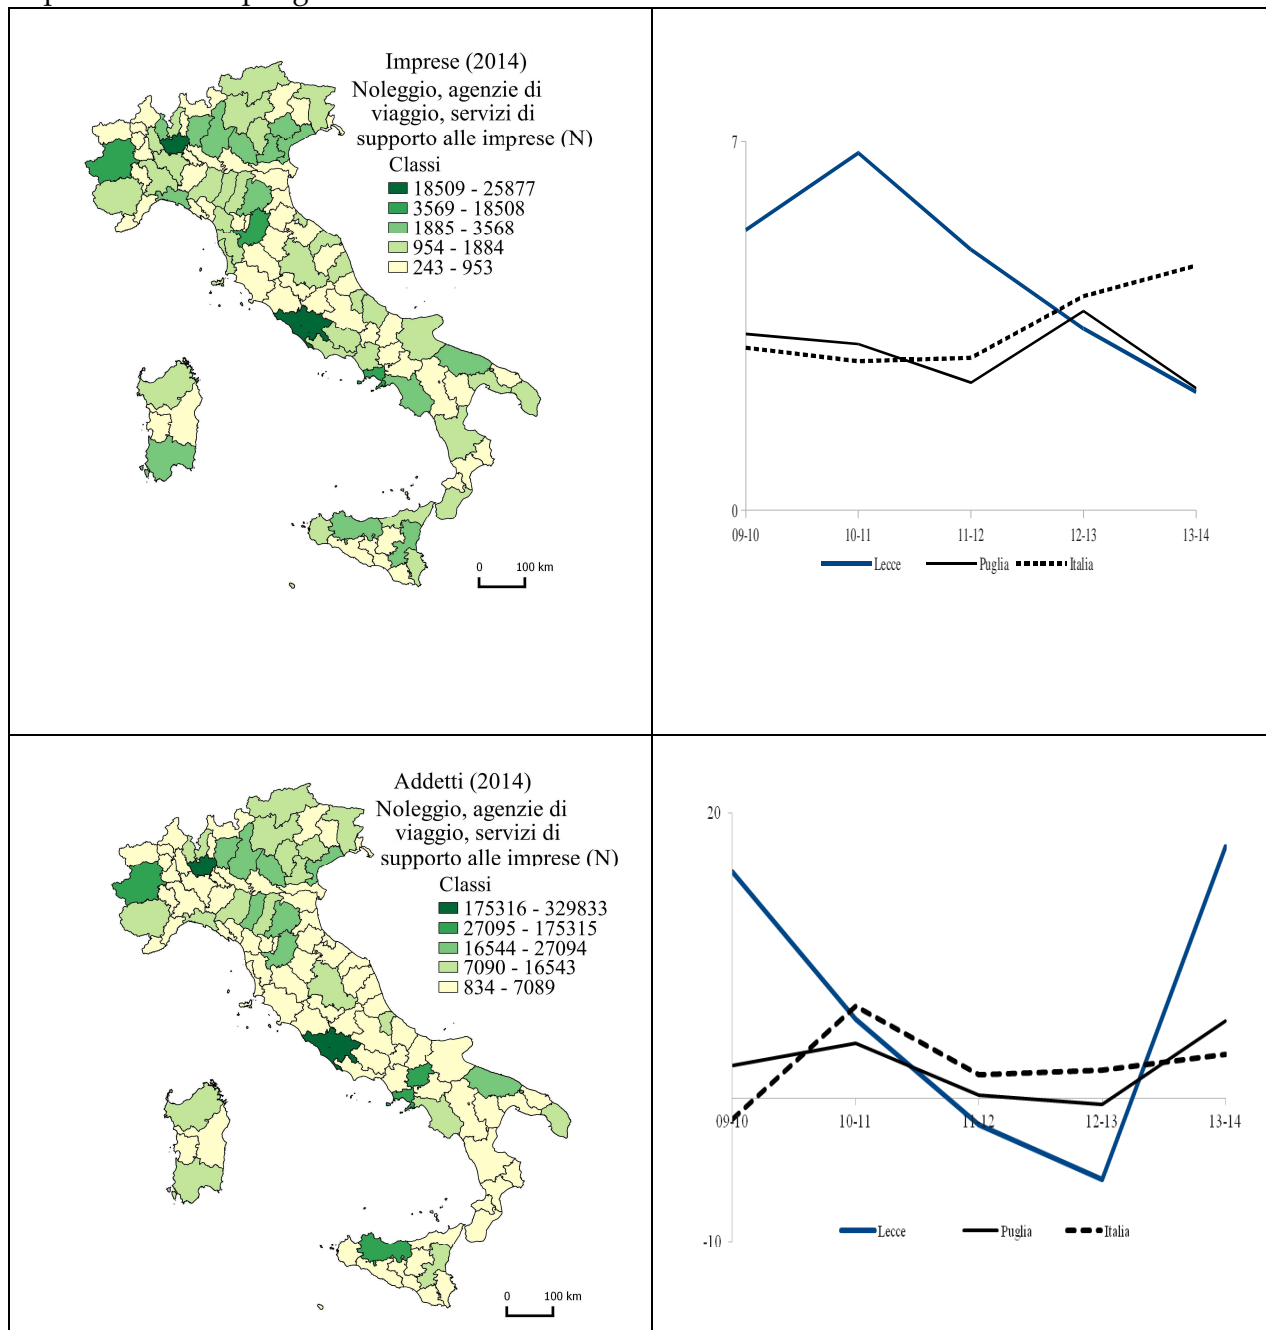 Imprese (2014)
Noleggio, agenzie di
viaggio, servizi di
supporto alle imprese (N)
Classi
18509 - 25877
3569 - 18508
1885 - 3568
954 - 1884
243 - 953
0 100 km
7
0
09-10 10-11 11-12 12-13 13-14
Lecce Puglia Italia
Addetti (2014)
Noleggio, agenzie di
viaggio, servizi di
supporto alle imprese (N)
Classi
175316 - 329833
27095 - 175315
16544 - 27094
7090 - 16543
834 - 7089
0 100 km
20
09-10 10-11 11-12 12-13 13-14
Lecce Puglia Italia
-10